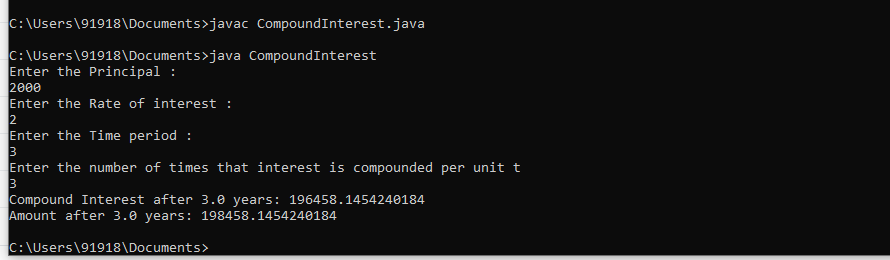 C:\Users\91918\Documents>javac CompoundInterest.java
C:\Users\91918\Documents>java CompoundInterest
Enter the Principal :
2000
Enter the Rate of interest :
2
Enter the Time period :
3
Enter the number of times that interest is compounded per unit t
3
Compound Interest after 3.0 years: 196458.1454240184
Amount after 3.0 years: 198458.1454240184
C:\Users\91918\Documents>